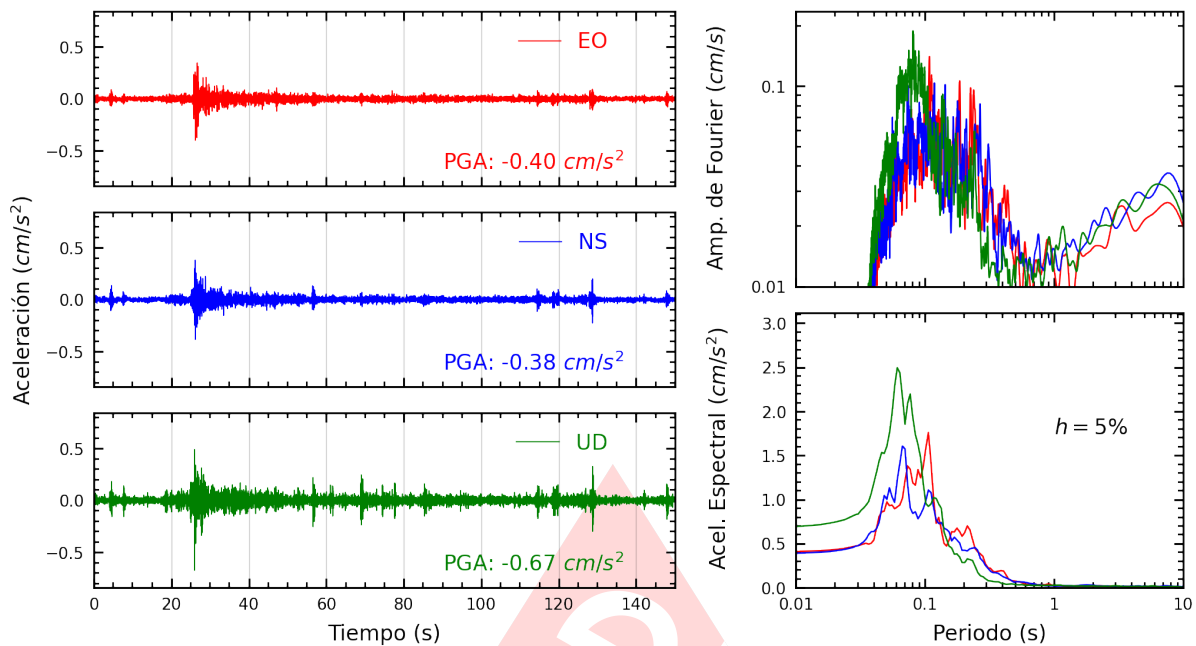 Aceleración (cm/s²)
0.5
0.0
−0.5
EO
PGA: -0.40 cm/s²
0.5
0.0
−0.5
NS
PGA: -0.38 cm/s²
0.5
0.0
−0.5
UD
PGA: -0.67 cm/s²
0 20 40 60 80 100 120 140
Tiempo (s)
Amp. de Fourier (cm/s)
0.1
0.01
Acel. Espectral (cm/s²)
3.0
2.5
2.0
1.5
1.0
0.5
0.0
h = 5%
0.01 0.1 1 10
Periodo (s)